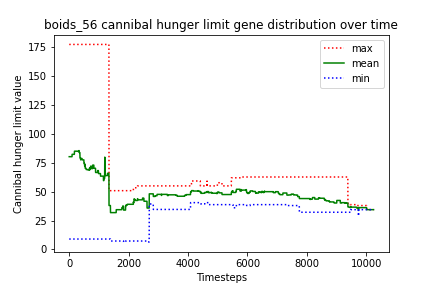 boids_56 cannibal hunger limit gene distribution over time
Cannibal hunger limit value
175
150
125
100
75
50
25
0
max
mean
min
0
2000
4000
6000
8000
10000
Timesteps